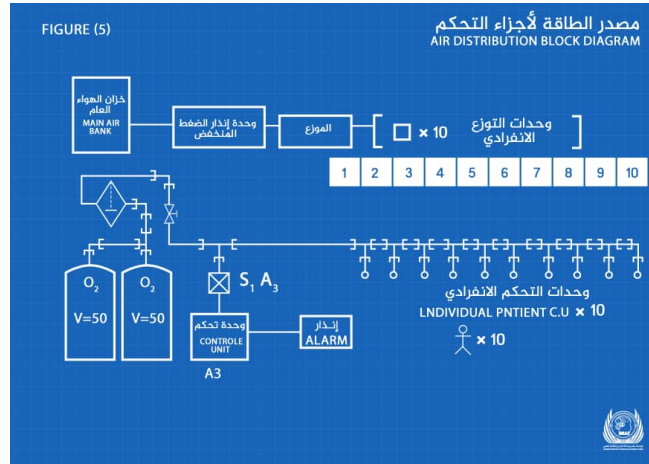 FIGURE (5)
مصدر الطاقة لأجزاء التحكم
AIR DISTRIBUTION BLOCK DIAGRAM
خزان الهواء
العام
MAIN AIR
BANK
وحدة إنذار الضغط
المنخفض
الموزع
× 10
وحدات التوزع
الانفرادي
1 2 3 4 5 6 7 8 9 10
O2
V=50
O2
V=50
S1 A3
وحدة تحكم
CONTROLE
UNIT
A3
إنذار
ALARM
وحدات التحكم الانفرادي
LNDIVIDUAL PNTIENT C.U × 10
× 10